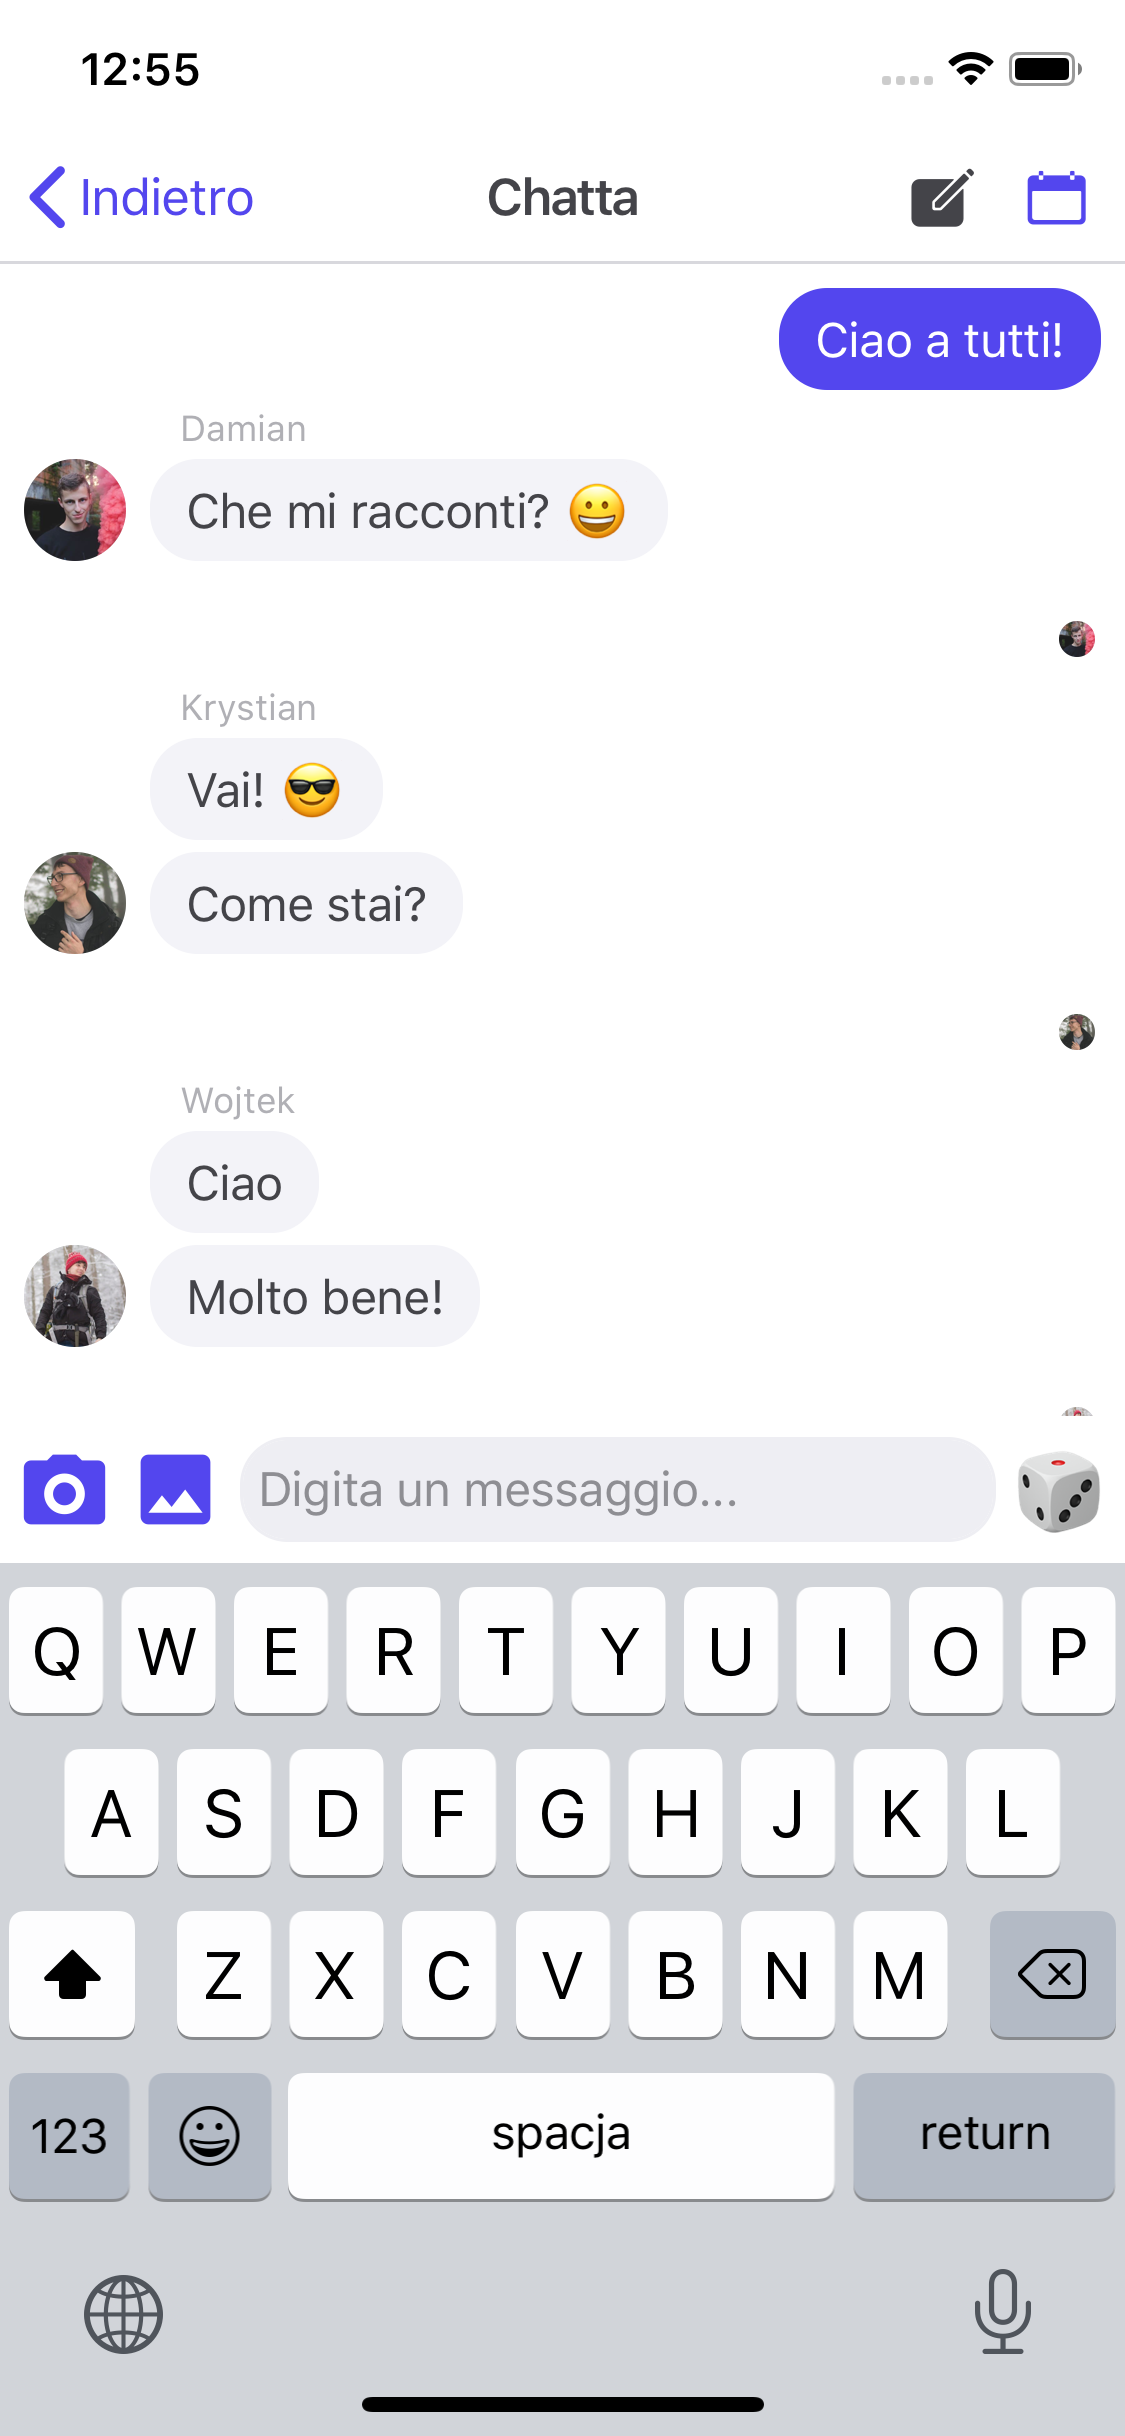 12:55
Indietro
Chatta
Ciao a tutti!
Damian
Che mi racconti? 😀
Krystian
Vai! 😎
Come stai?
Wojtek
Ciao
Molto bene!
Digita un messaggio...
Q W E R T Y U I O P
A S D F G H J K L
Z X C V B N M
123 spacja return